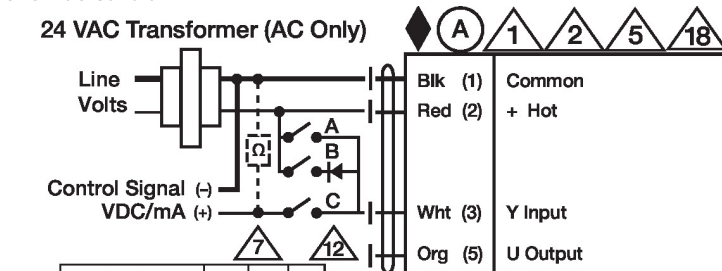 24 VAC Transformer (AC Only)
A 1 2 5 18
Line
Volts
Blk (1) Common
Red (2) + Hot
A
Ω
B
Control Signal (–)
VDC/mA (+)
C
Wht (3) Y Input
7 12
Org (5) U Output